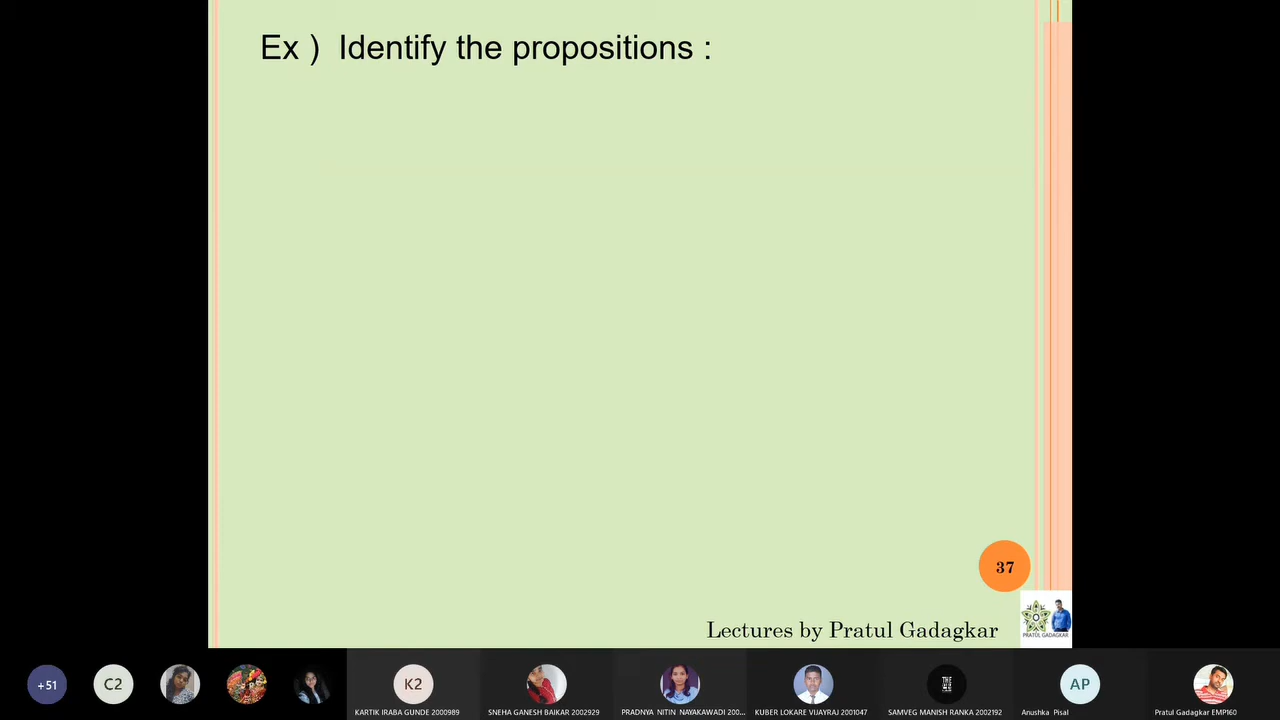 Ex ) Identify the propositions :
37
Lectures by Pratul Gadagkar
PRATUL GADAGKAR
+51
C2
K2
THE
AP
KARTIK IRABA GUNDE 2000989
SNEHA GANESH BAIKAR 2002929
PRADNYA NITIN NAYAKAWADI 200...
KUBER LOKARE VIJAYRAJ 2001047
SAMVEG MANISH RANKA 2002192
Anushka Pisal
Pratul Gadagkar EMP160